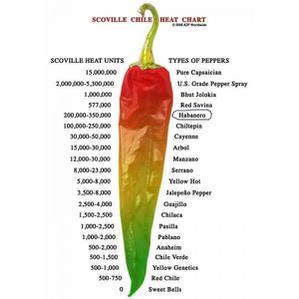 SCOVILLE CHILE HEAT CHART
SCOVILLE HEAT UNITS TYPES OF PEPPERS
15,000,000 Pure Capsaicin
2,000,000-5,300,000 U.S. Grade Pepper Spray
1,000,000 Bhut Jolokia
577,000 Red Savina
200,000-350,000 Habanero
100,000-250,000 Chiltepin
30,000-50,000 Cayenne
15,000-30,000 Arbol
12,000-30,000 Manzano
8,000-23,000 Serrano
5,000-8,000 Yellow Hot
3,500-8,000 Jalepeño Pepper
2,500-4,000 Guajillo
1,500-2,500 Chilaca
1,000-2,000 Pasilla
1,000-2,000 Poblano
500-2,000 Anaheim
500-1,500 Chile Verde
500-1,000 Yellow Genetics
500-750 Red Chile
0 Sweet Bells